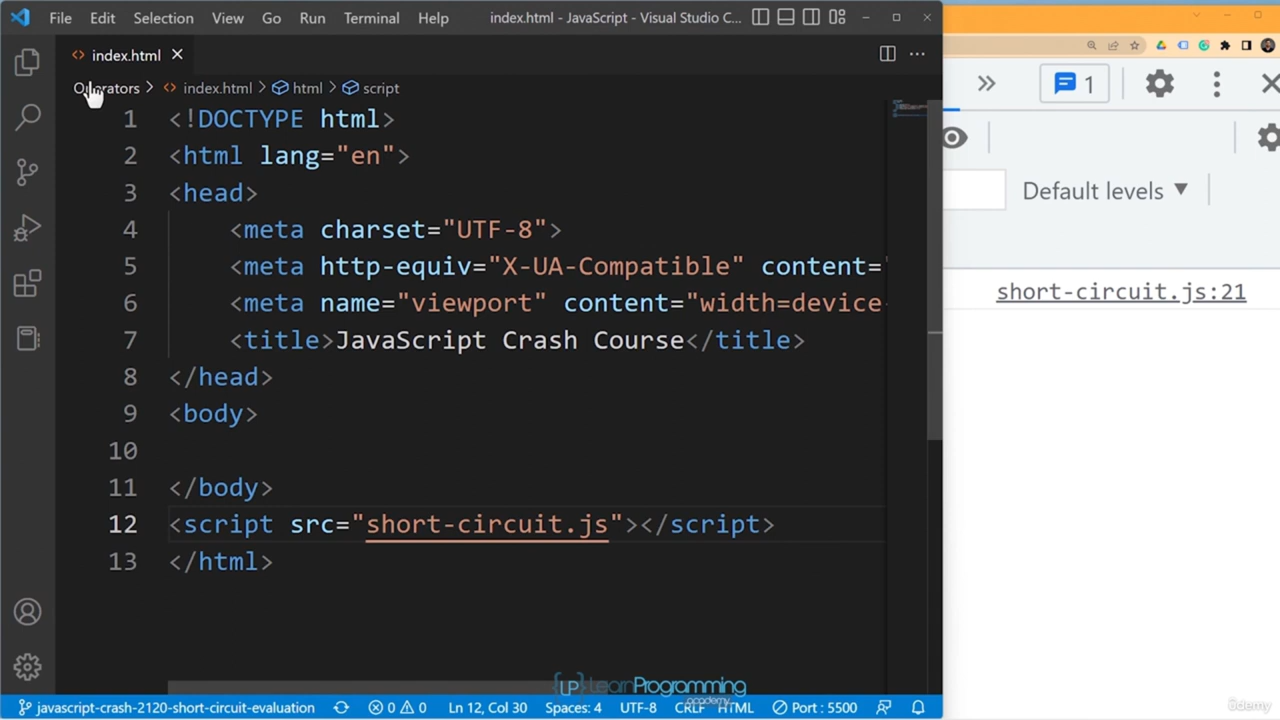 File Edit Selection View Go Run Terminal Help index.html - JavaScript - Visual Studio C...
index.html
Operators > index.html > html > script
1 <!DOCTYPE html>
2 <html lang="en">
3 <head>
4 <meta charset="UTF-8">
5 <meta http-equiv="X-UA-Compatible" content="
6 <meta name="viewport" content="width=device-
7 <title>JavaScript Crash Course</title>
8 </head>
9 <body>
10
11 </body>
12 <script src="short-circuit.js"></script>
13 </html>
1
Default levels
short-circuit.js:21
{LP} LearnProgramming
academy
javascript-crash-2120-short-circuit-evaluation 0 0 Ln 12, Col 30 Spaces: 4 UTF-8 CRLF HTML Port : 5500
ûdemy